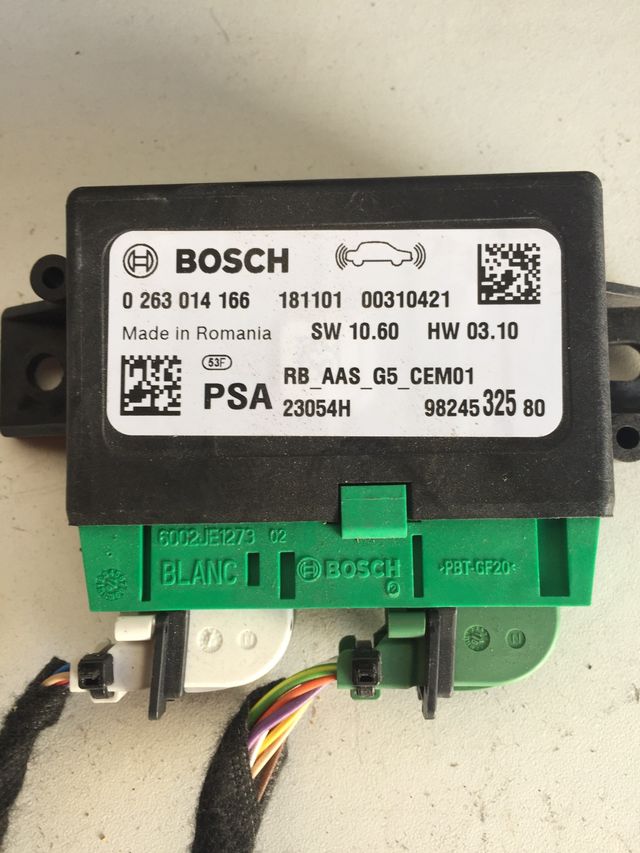 BOSCH
0 263 014 166 181101 00310421
Made in Romania SW 10.60 HW 03.10
53F
PSA RB_AAS_G5_CEM01
23054H 98245 325 80
6002JE1273 02
BLANC BOSCH >PBT-GF20<
N N